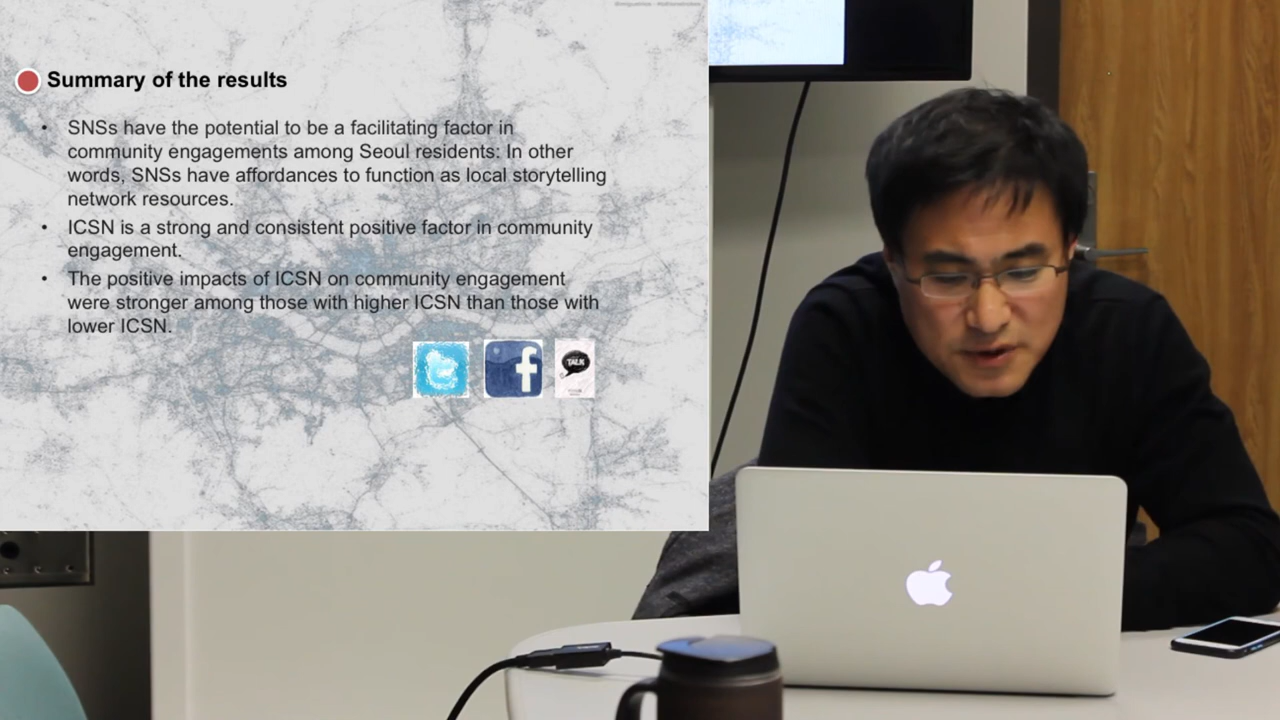 Summary of the results
• SNSs have the potential to be a facilitating factor in
community engagements among Seoul residents: In other
words, SNSs have affordances to function as local storytelling
network resources.
• ICSN is a strong and consistent positive factor in community
engagement.
• The positive impacts of ICSN on community engagement
were stronger among those with higher ICSN than those with
lower ICSN.
TALK